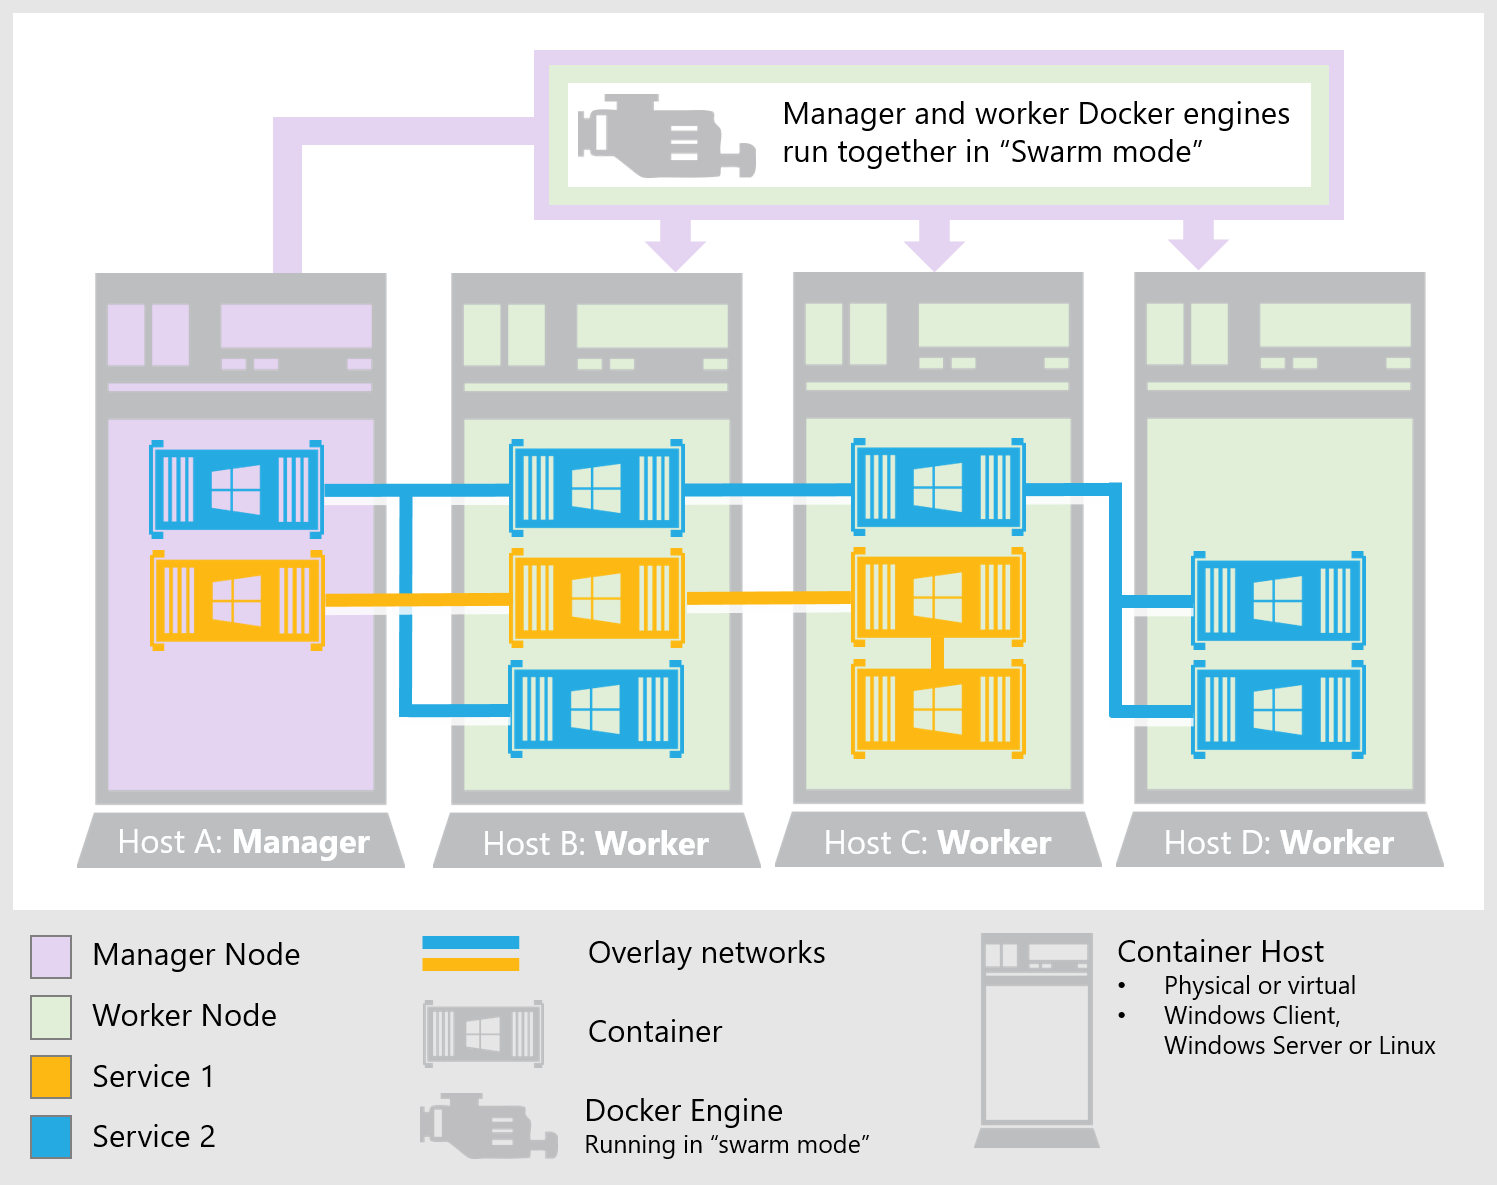 Manager and worker Docker engines
run together in “Swarm mode”
Host A: Manager
Host B: Worker
Host C: Worker
Host D: Worker
Manager Node
Worker Node
Service 1
Service 2
Overlay networks
Container
Docker Engine
Running in “swarm mode”
Container Host
• Physical or virtual
• Windows Client,
Windows Server or Linux